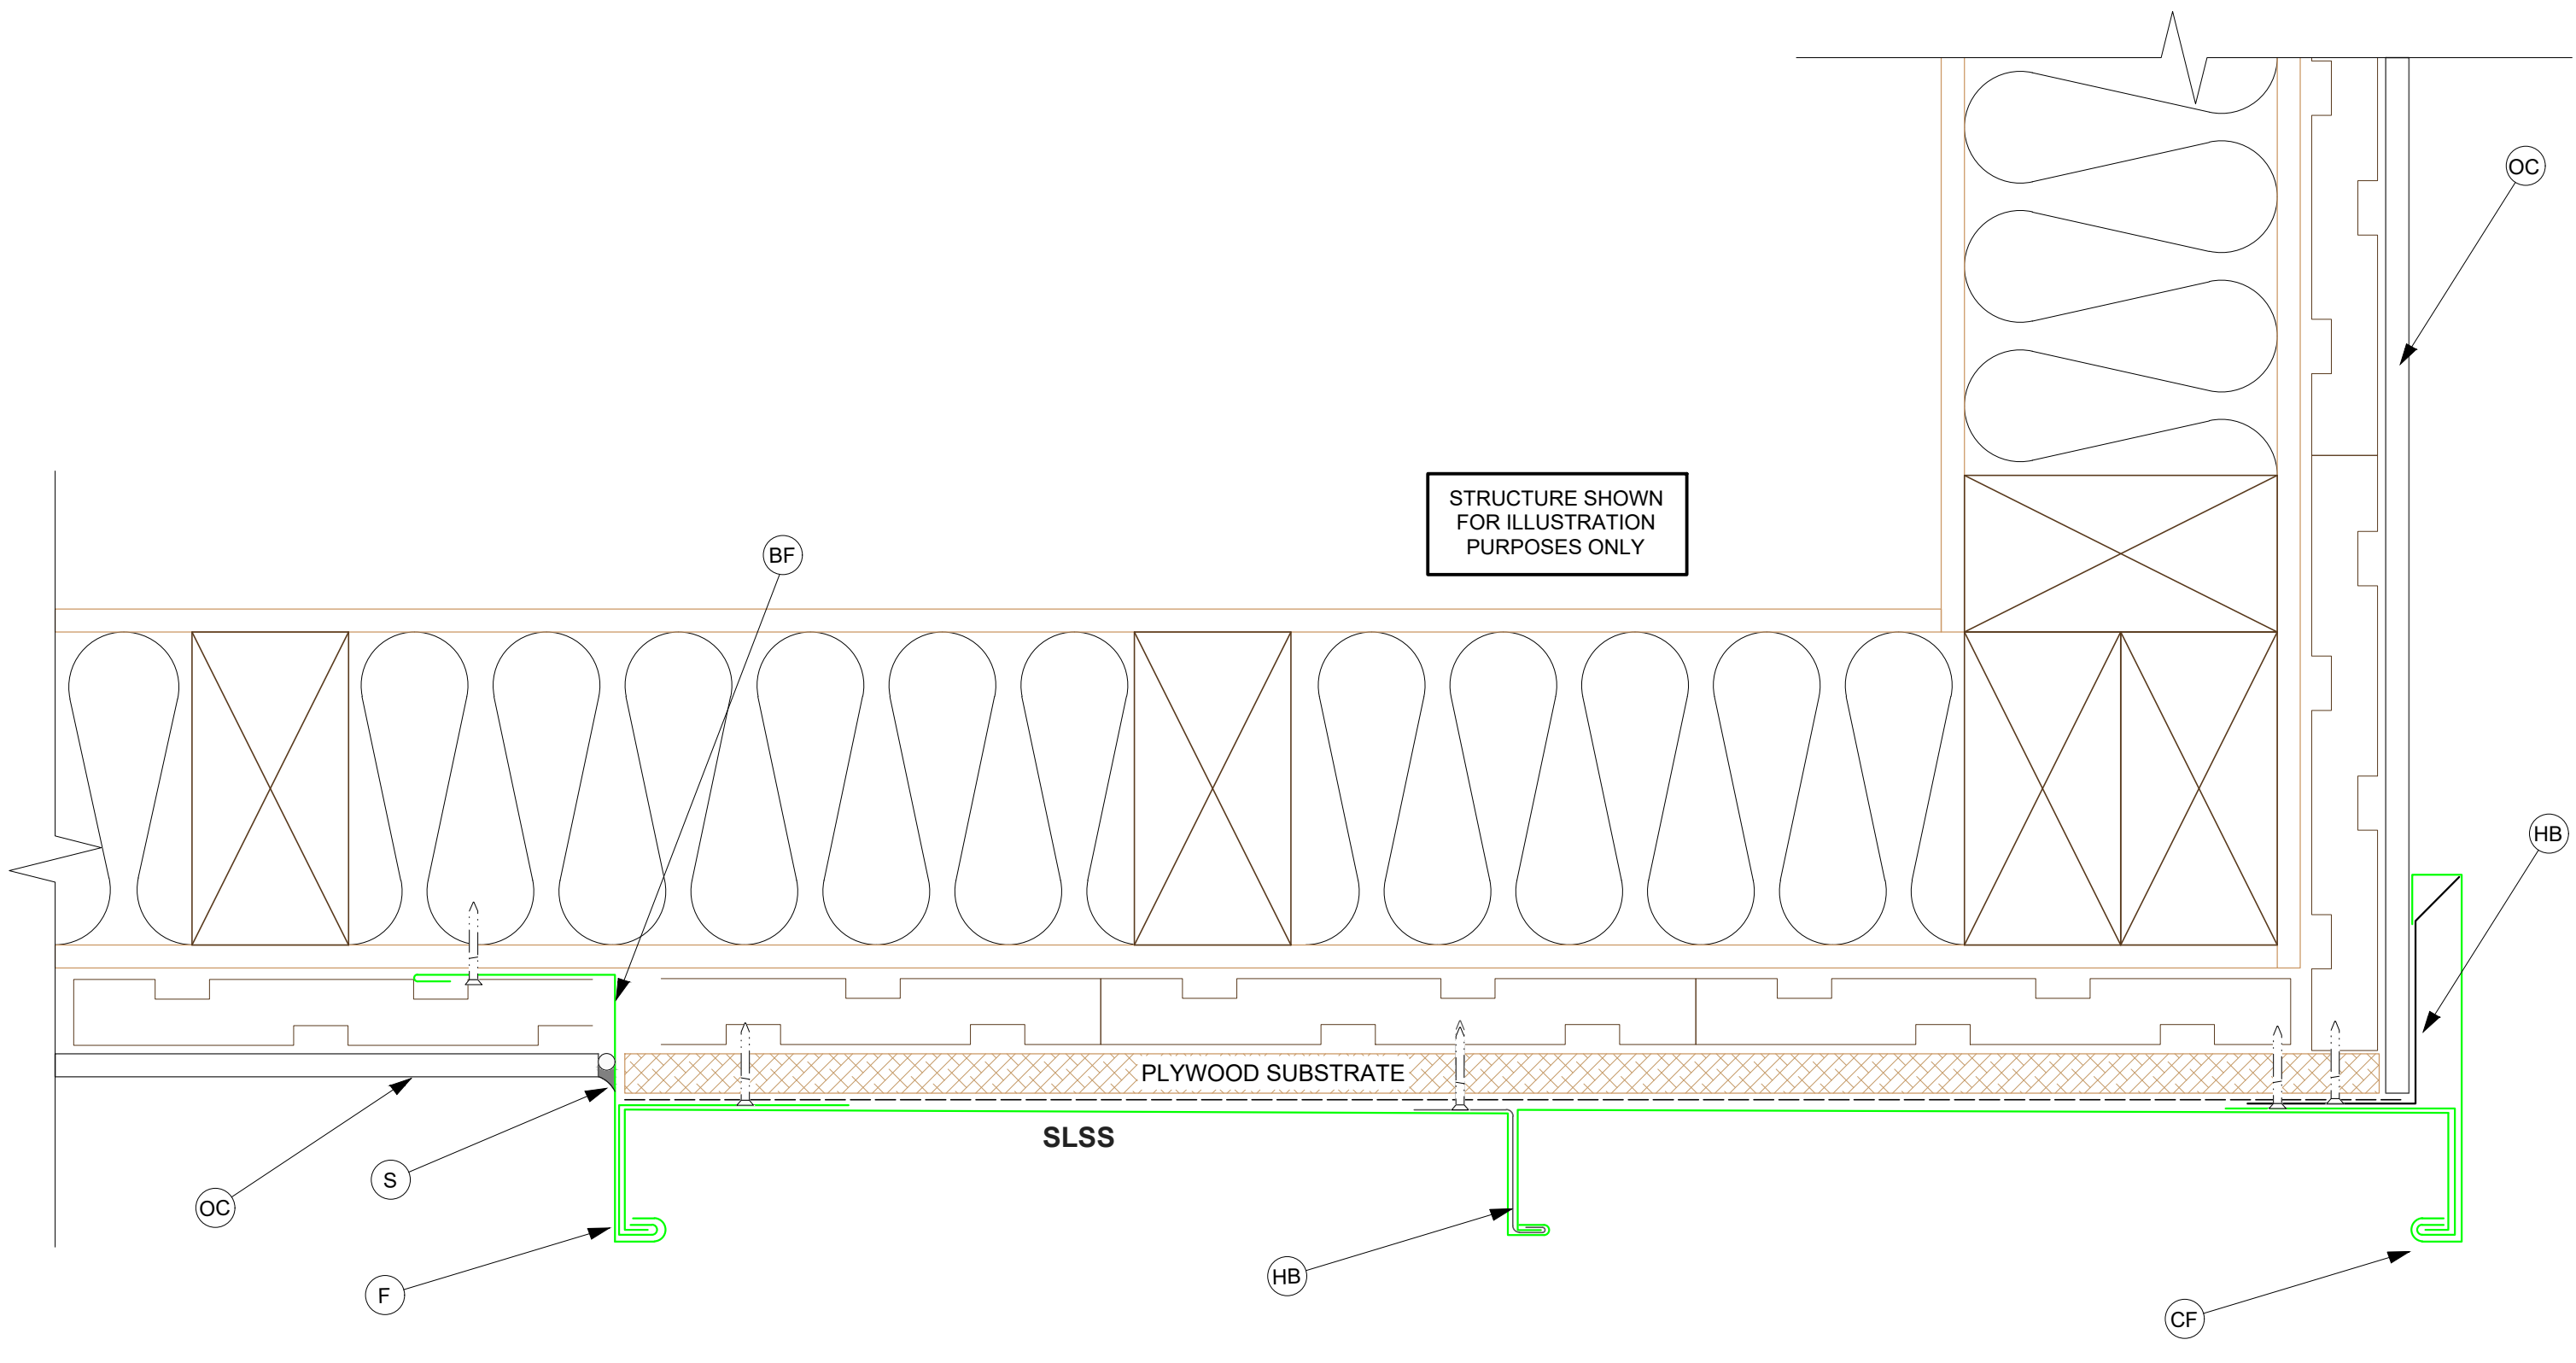 OC
STRUCTURE SHOWN
FOR ILLUSTRATION
PURPOSES ONLY
BF
HB
PLYWOOD SUBSTRATE
SLSS
S
OC
F
HB
CF